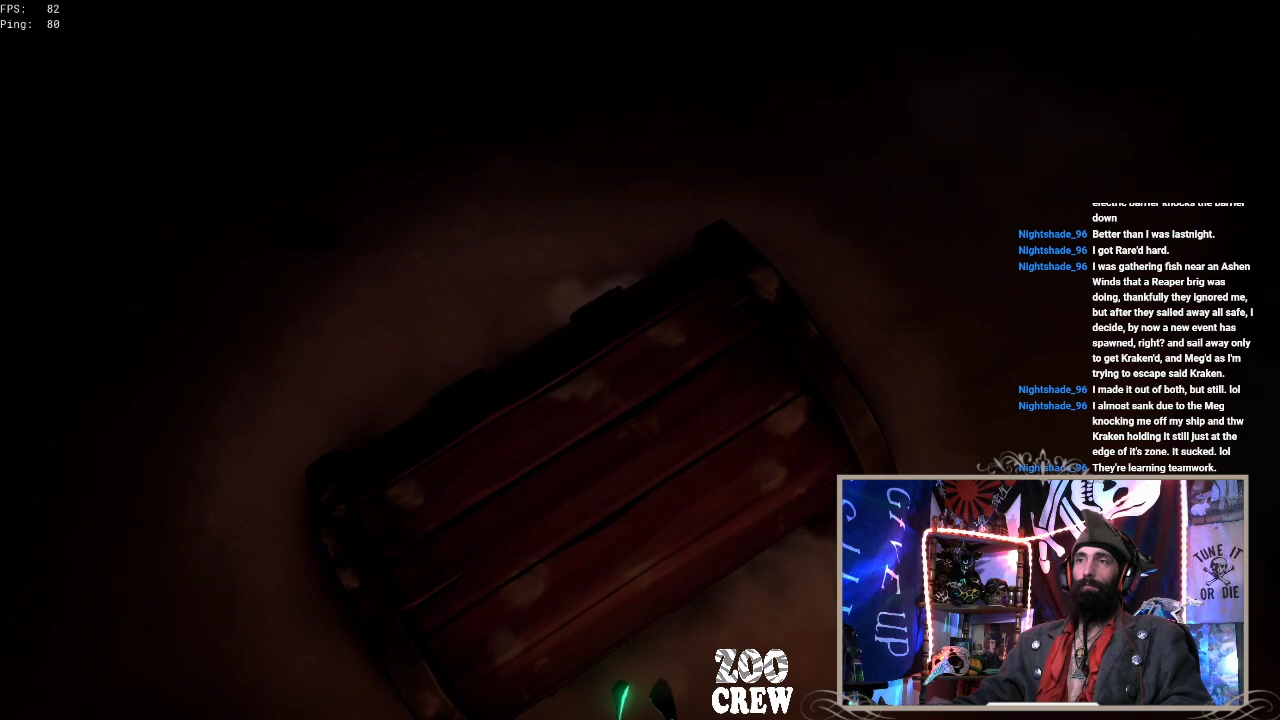 FPS: 82
Ping: 80
electric barrier knocks the barrier
down
Nightshade_96 Better than I was lastnight.
Nightshade_96 I got Rare'd hard.
Nightshade_96 I was gathering fish near an Ashen
Winds that a Reaper brig was
doing, thankfully they ignored me,
but after they sailed away all safe, I
decide, by now a new event has
spawned, right? and sail away only
to get Kraken'd, and Meg'd as I'm
trying to escape said Kraken.
Nightshade_96 I made it out of both, but still. lol
Nightshade_96 I almost sank due to the Meg
knocking me off my ship and thw
Kraken holding it still just at the
edge of it's zone. It sucked. lol
Nightshade_96 They're learning teamwork.
GIVE UP
TUNE IT
OR DIE
ZOO
CREW